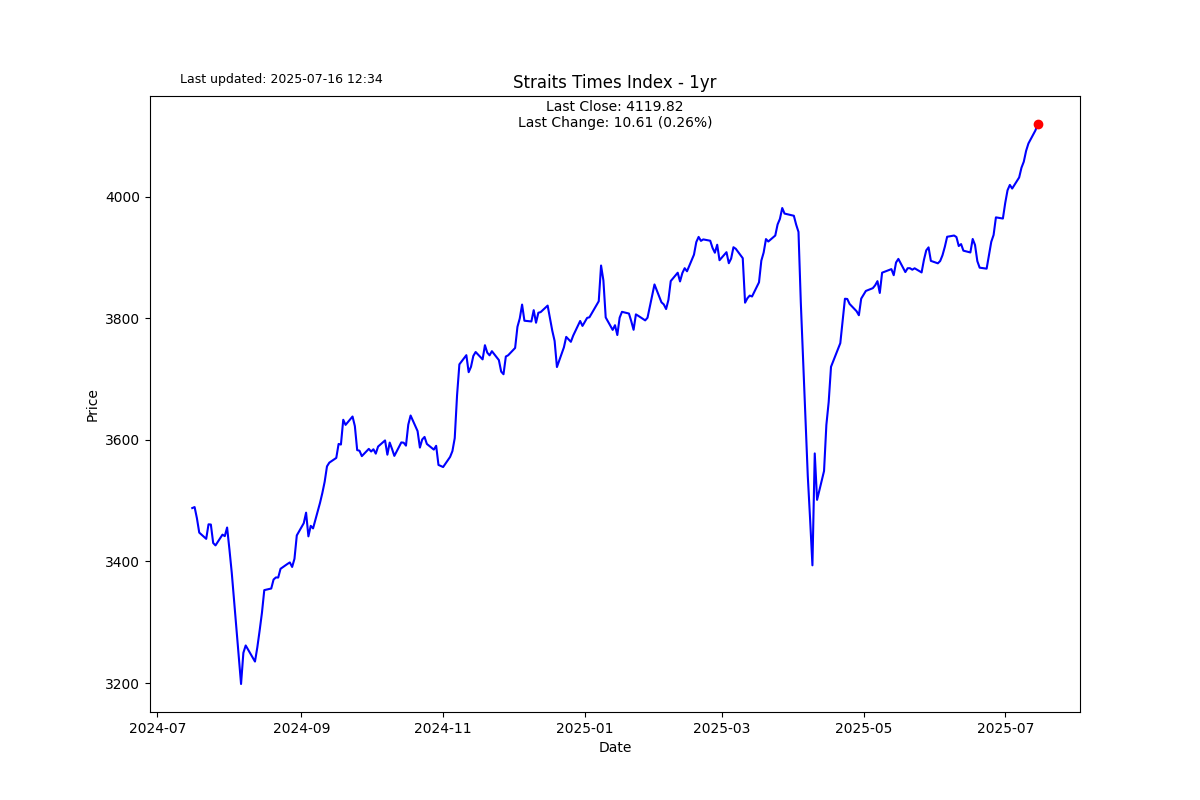 Last updated: 2025-07-16 12:34
Straits Times Index - 1yr
Last Close: 4119.82
Last Change: 10.61 (0.26%)
Price
4000
3800
3600
3400
3200
2024-07
2024-09
2024-11
2025-01
2025-03
2025-05
2025-07
Date